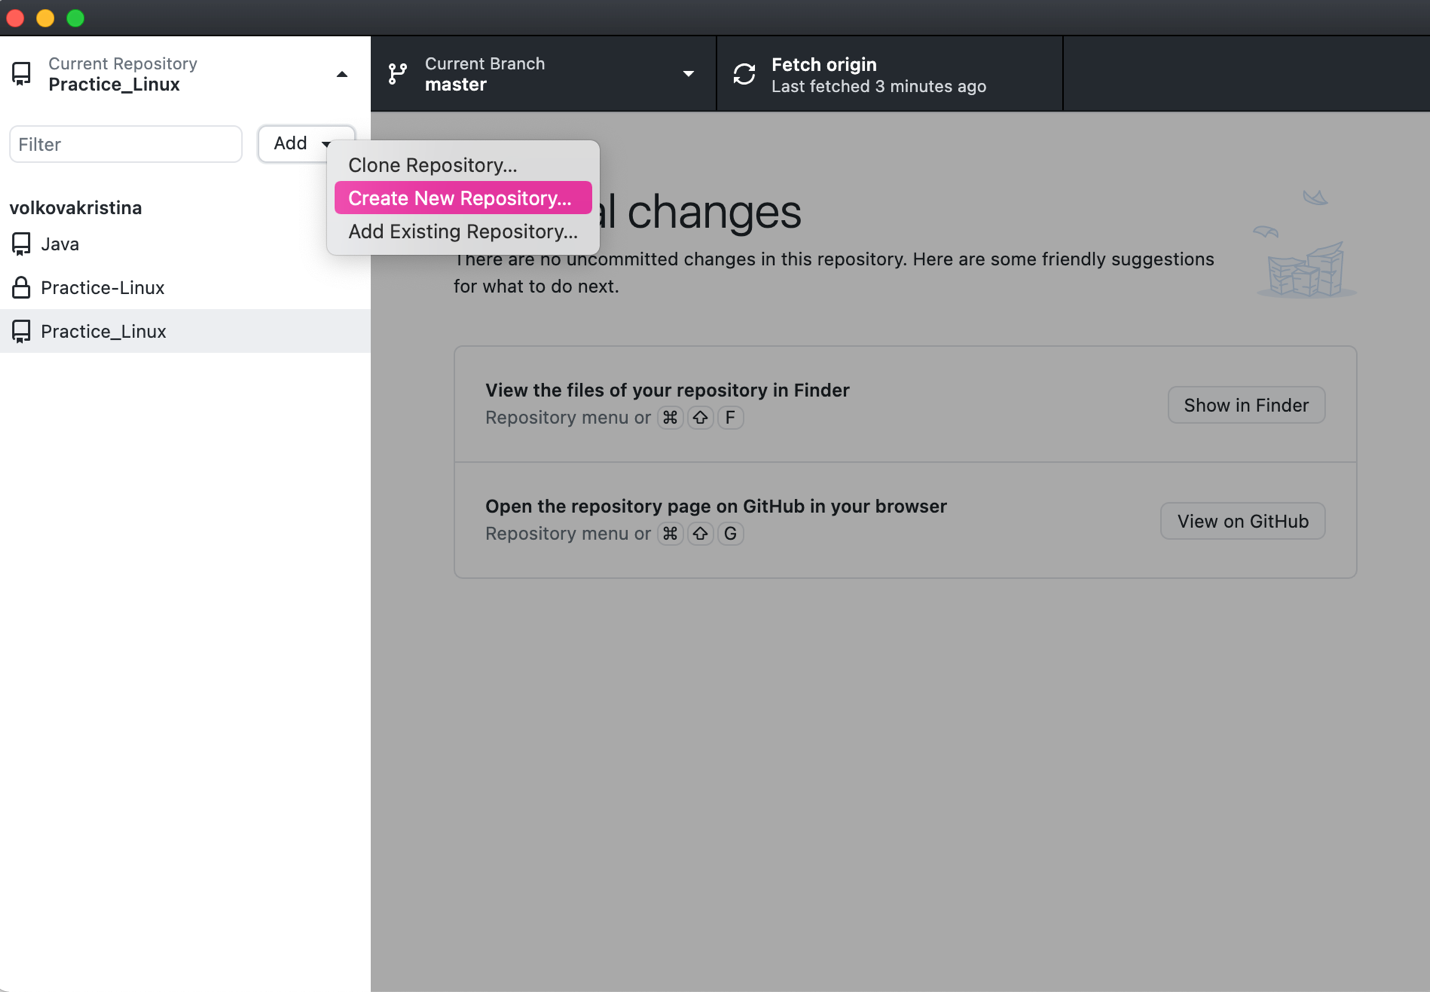 Current Repository
Practice_Linux
Current Branch
master
Fetch origin
Last fetched 3 minutes ago
Filter
Add
Clone Repository...
Create New Repository...
Add Existing Repository...
volkovakristina
Java
Practice-Linux
Practice_Linux
l changes
There are no uncommitted changes in this repository. Here are some friendly suggestions
for what to do next.
View the files of your repository in Finder
Repository menu or ⌘ ⇧ F
Show in Finder
Open the repository page on GitHub in your browser
Repository menu or ⌘ ⇧ G
View on GitHub